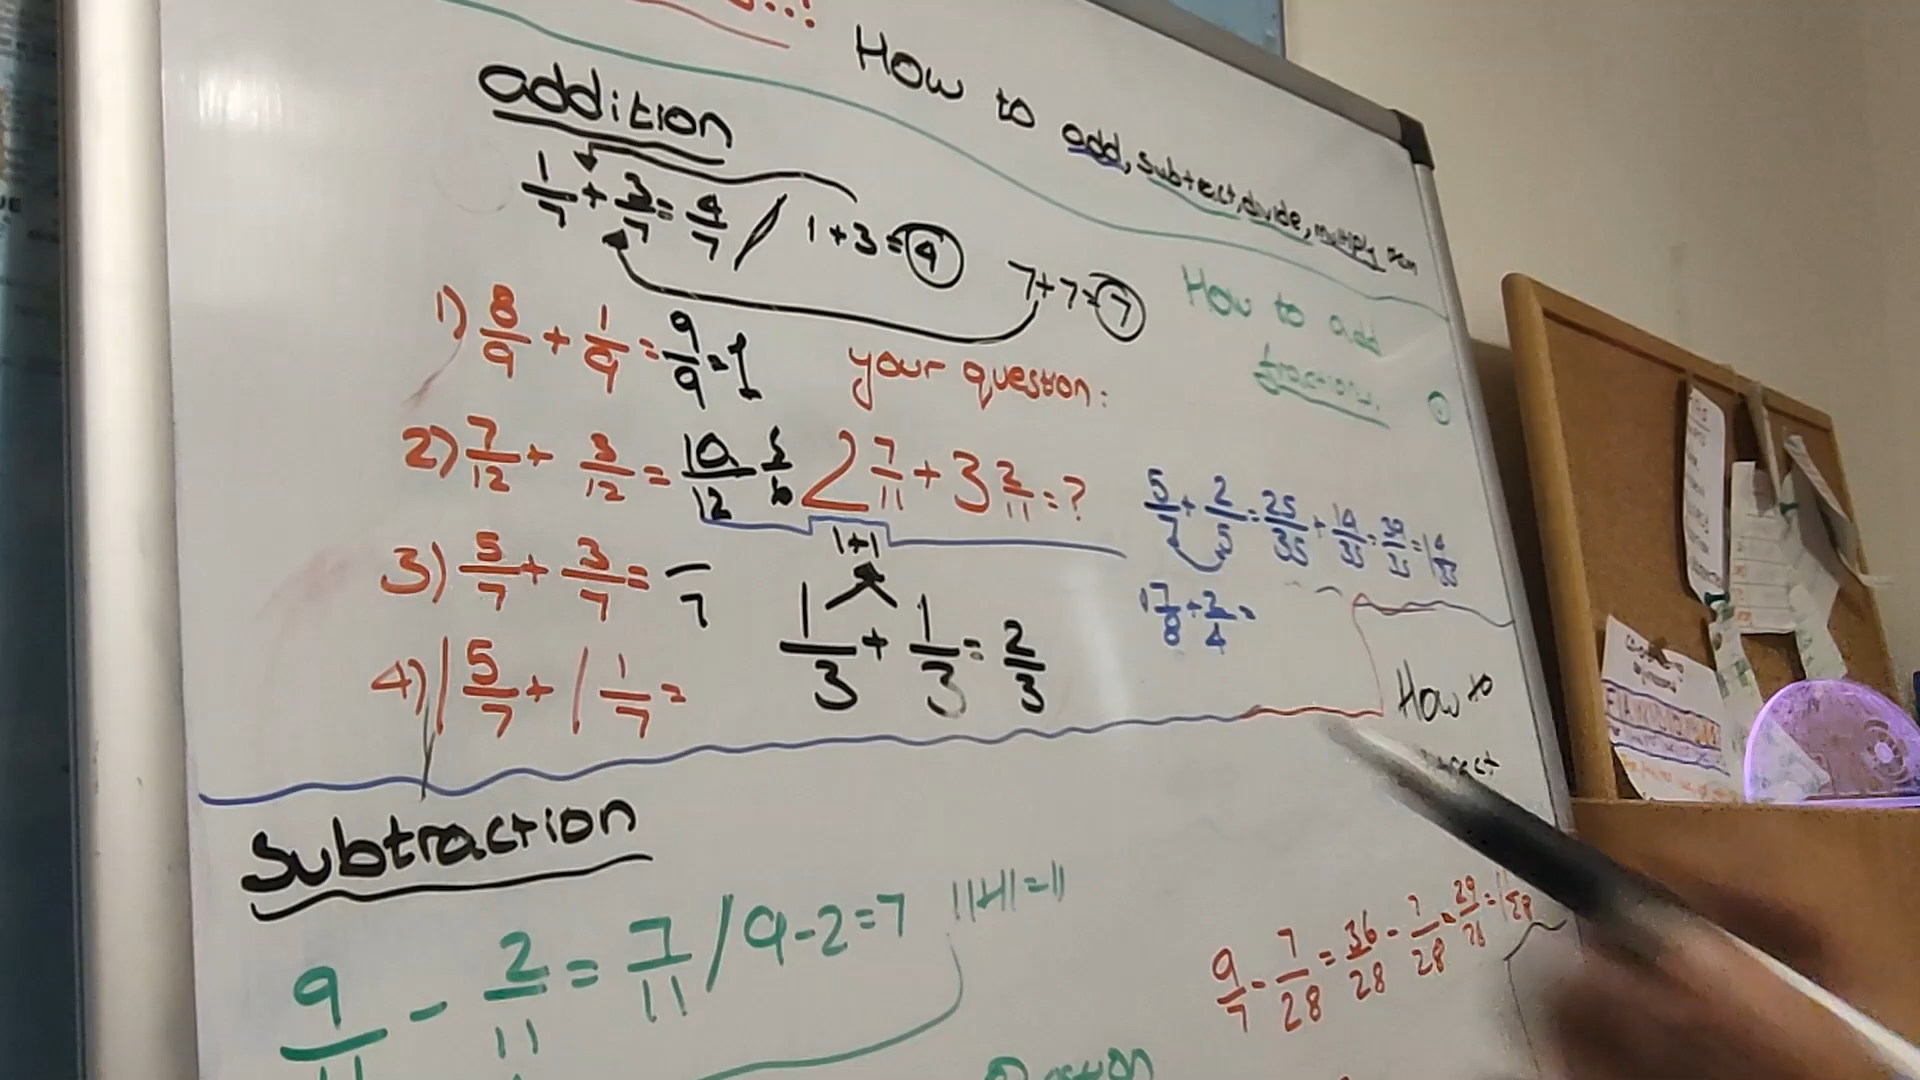 How to add, subtract, divide, multiply
addition
1/7 + 3/7 = 4/7 / 1+3=4
7+7=7
How to add
fractions.
1) 8/9 + 1/9 = 9/9 = 1
your question:
2) 7/12 + 3/12 = 10/12
2 7/11 + 3 2/11 = ?
5/7 + 2/5 = 25/35 + 14/35 = 39/35 = 1 4/35
1+1
3) 5/7 + 3/7 = —/7
1/3 + 1/3 = 2/3
1 7/8 + 2/4 =
4) 1 5/7 + 1 1/7 =
How to
Subtraction
9/11 - 2/11 = 7/11 / 9-2=7
11+11=11
9/7 - 7/28 = 36/28 - 7/28 = 29/28 = 1